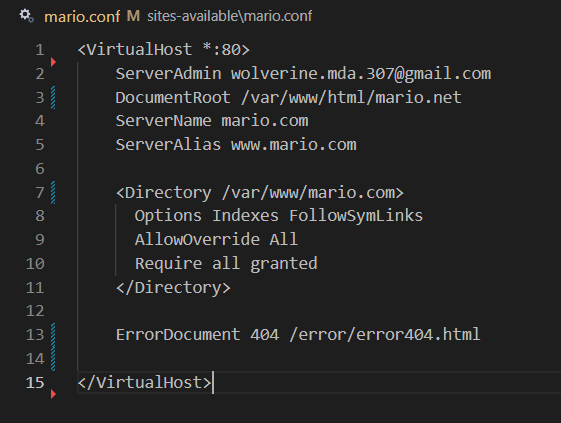 mario.conf M sites-available\mario.conf
1 <VirtualHost *:80>
2 ServerAdmin wolverine.mda.307@gmail.com
3 DocumentRoot /var/www/html/mario.net
4 ServerName mario.com
5 ServerAlias www.mario.com
6
7 <Directory /var/www/mario.com>
8 Options Indexes FollowSymLinks
9 AllowOverride All
10 Require all granted
11 </Directory>
12
13 ErrorDocument 404 /error/error404.html
14
15 </VirtualHost>